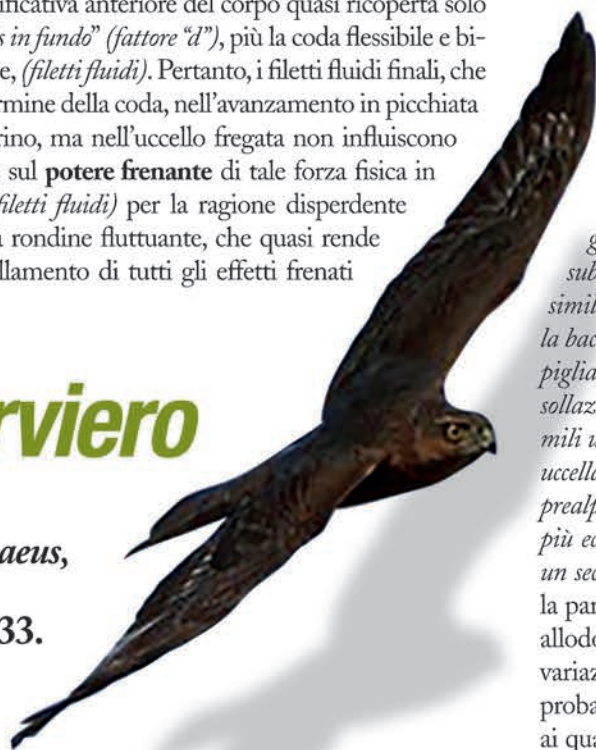 ificativa anteriore del corpo quasi ricoperta solo
s in fundo” (fattore “d”), più la coda flessibile e bi-
e, (filetti fluidi). Pertanto, i filetti fluidi finali, che
rmine della coda, nell’avanzamento in picchiata
rino, ma nell’uccello fregata non influiscono
sul potere frenante di tale forza fisica in
filetti fluidi) per la ragione disperdente
rondine fluttuante, che quasi rende
llamento di tutti gli effetti frenati
rviero
aeus,
33.
g
sub
simil
la bac
piglia
sollaz
mili u
uccella
prealp
più ec
un sec
la par
allodo
variaz
proba
ai qua